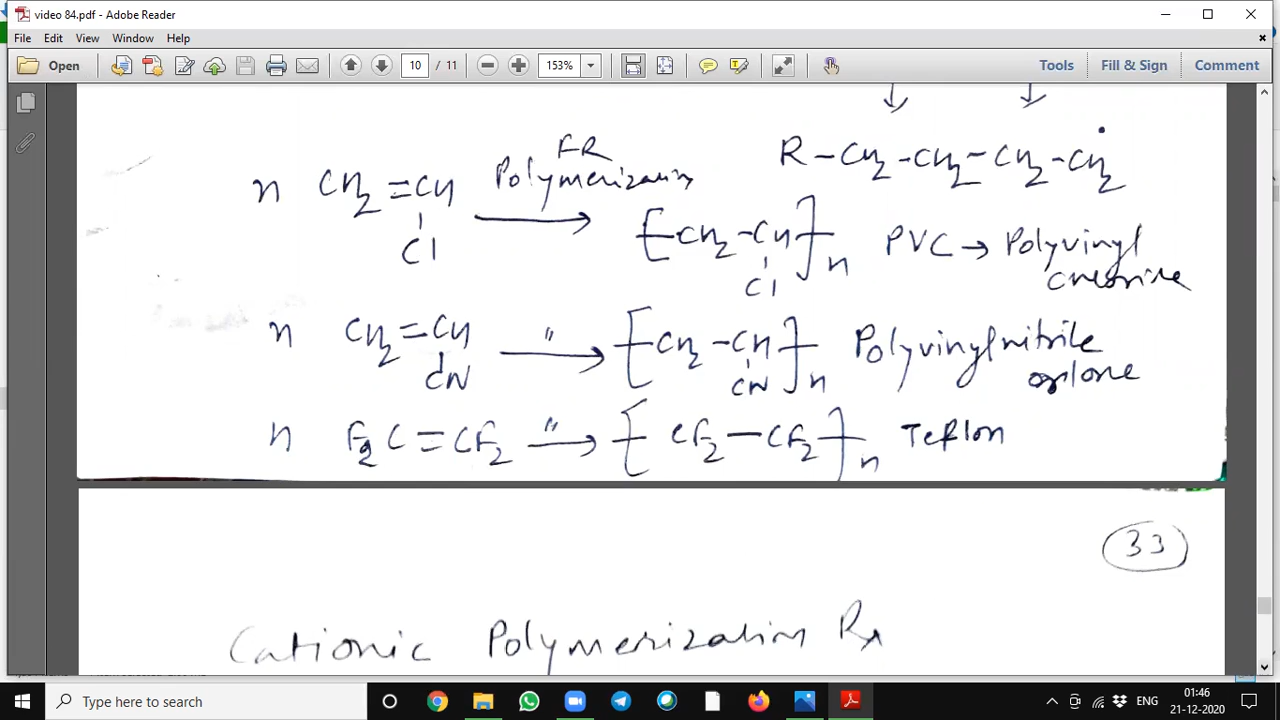 video 84.pdf - Adobe Reader
File Edit View Window Help
Open 10 / 11 153% Tools Fill & Sign Comment
R-CH2-CH2-CH2-CH2•
n CH2=CH FR Polymerization
Cl
[CH2-CH]n PVC → Polyvinyl chlorine
Cl
n CH2=CH " → [CH2-CH]n Polyvinylnitrile
CN CN orlone
n F2C=CF2 " → [CF2-CF2]n Teflon
33
Cationic Polymerization Rx
Type here to search
ENG 01:46
21-12-2020